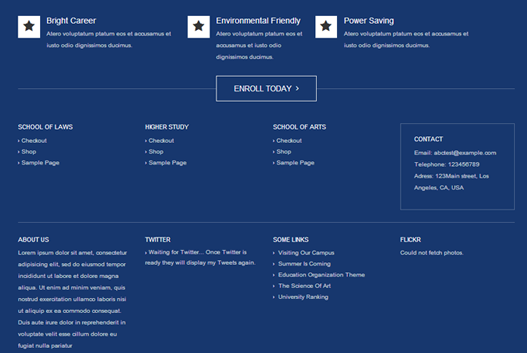 Bright Career
Atero voluptatum ptatum eos et accusamus et
iusto odio dignissimos ducimus.
Environmental Friendly
Atero voluptatum ptatum eos et
accusamus et iusto odio
dignissimos ducimus.
Power Saving
Atero voluptatum ptatum eos et accusamus et
iusto odio dignissimos ducimus.
ENROLL TODAY ›
SCHOOL OF LAWS
› Checkout
› Shop
› Sample Page
HIGHER STUDY
› Checkout
› Shop
› Sample Page
SCHOOL OF ARTS
› Checkout
› Shop
› Sample Page
CONTACT
Email: abctest@example.com
Telephone: 123456789
Adress: 123Main street, Los
Angeles, CA, USA
ABOUT US
Lorem ipsum dolor sit amet, consectetur
adipisicing elit, sed do eiusmod tempor
incididunt ut labore et dolore magna
aliqua. Ut enim ad minim veniam, quis
nostrud exercitation ullamco laboris nisi
ut aliquip ex ea commodo consequat.
Duis aute irure dolor in reprehenderit in
voluptate velit esse cillum dolore eu
fugiat nulla pariatur
TWITTER
› Waiting for Twitter... Once Twitter is
ready they will display my Tweets again.
SOME LINKS
› Visiting Our Campus
› Summer Is Coming
› Education Organization Theme
› The Science Of Art
› University Ranking
FLICKR
Could not fetch photos.